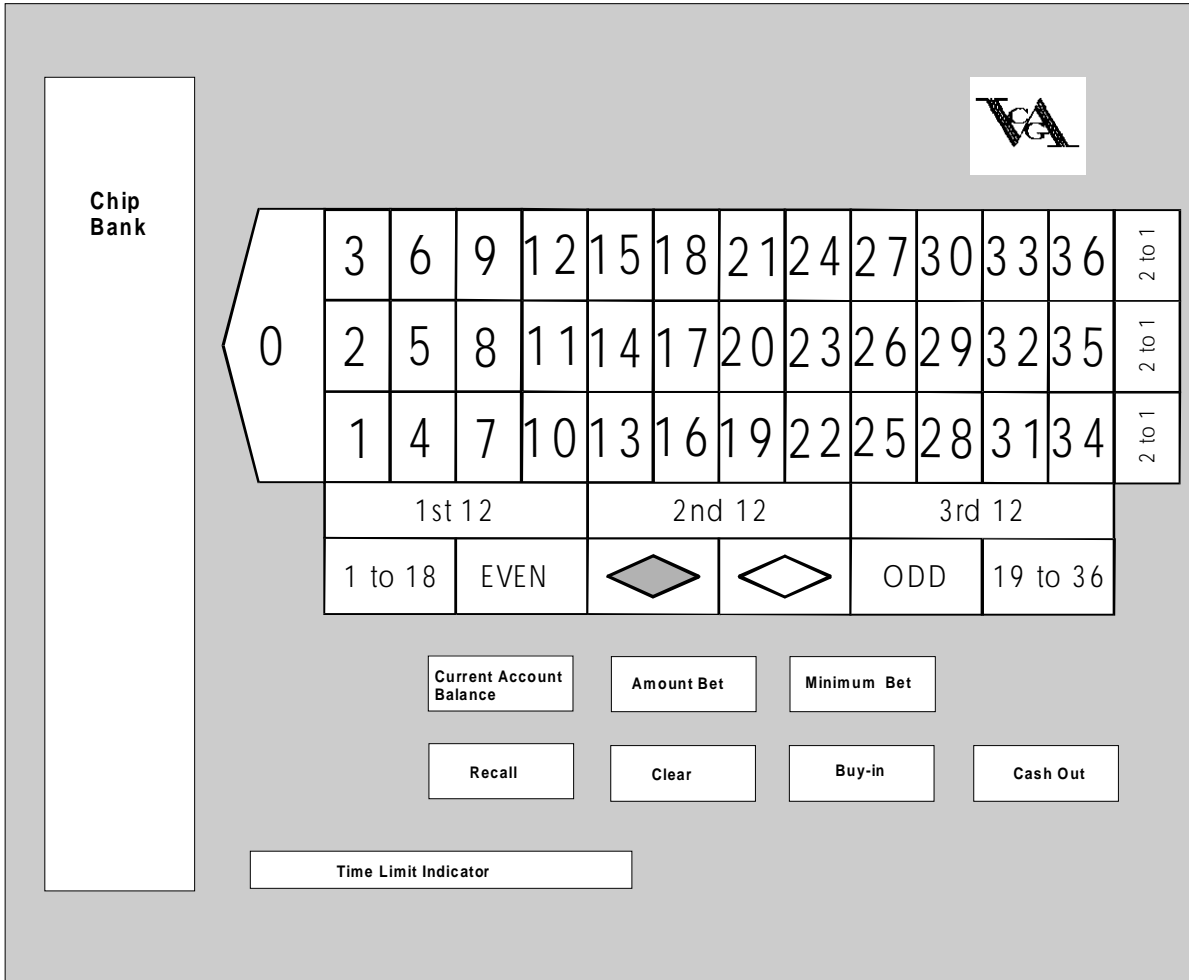 VCGA
Chip
Bank
3 6 9 12 15 18 21 24 27 30 33 36 2 to 1
0 2 5 8 11 14 17 20 23 26 29 32 35 2 to 1
1 4 7 10 13 16 19 22 25 28 31 34 2 to 1
1st 12 2nd 12 3rd 12
1 to 18 EVEN ODD 19 to 36
Current Account
Balance
Amount Bet
Minimum Bet
Recall
Clear
Buy-in
Cash Out
Time Limit Indicator